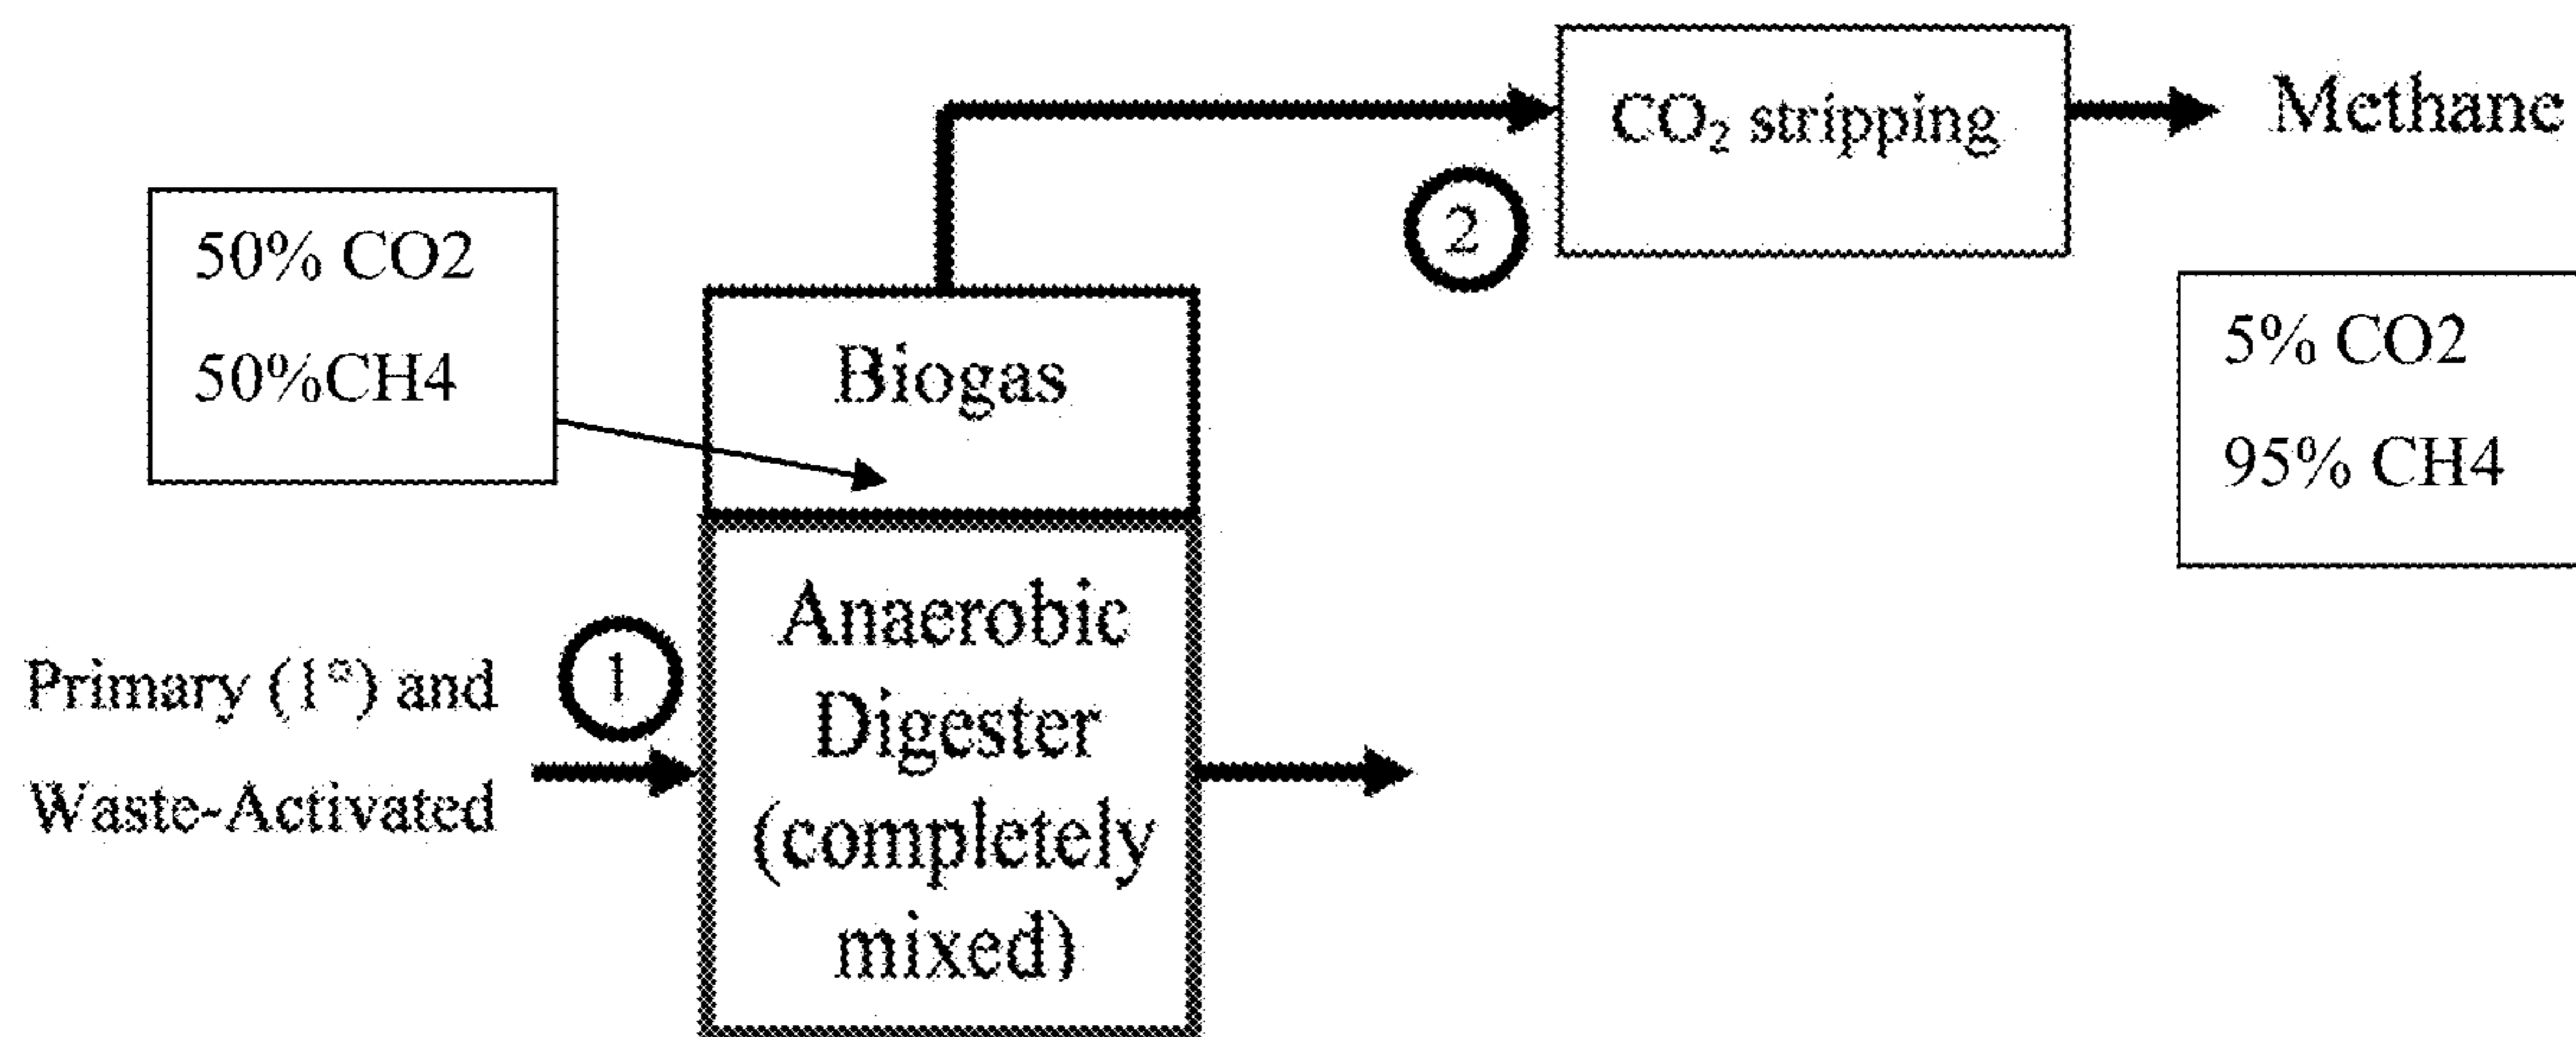 CO₂ stripping
Methane
2
50% CO2
50%CH4
5% CO2
95% CH4
Biogas
Primary (1°) and
Waste-Activated
1
Anaerobic
Digester
(completely
mixed)